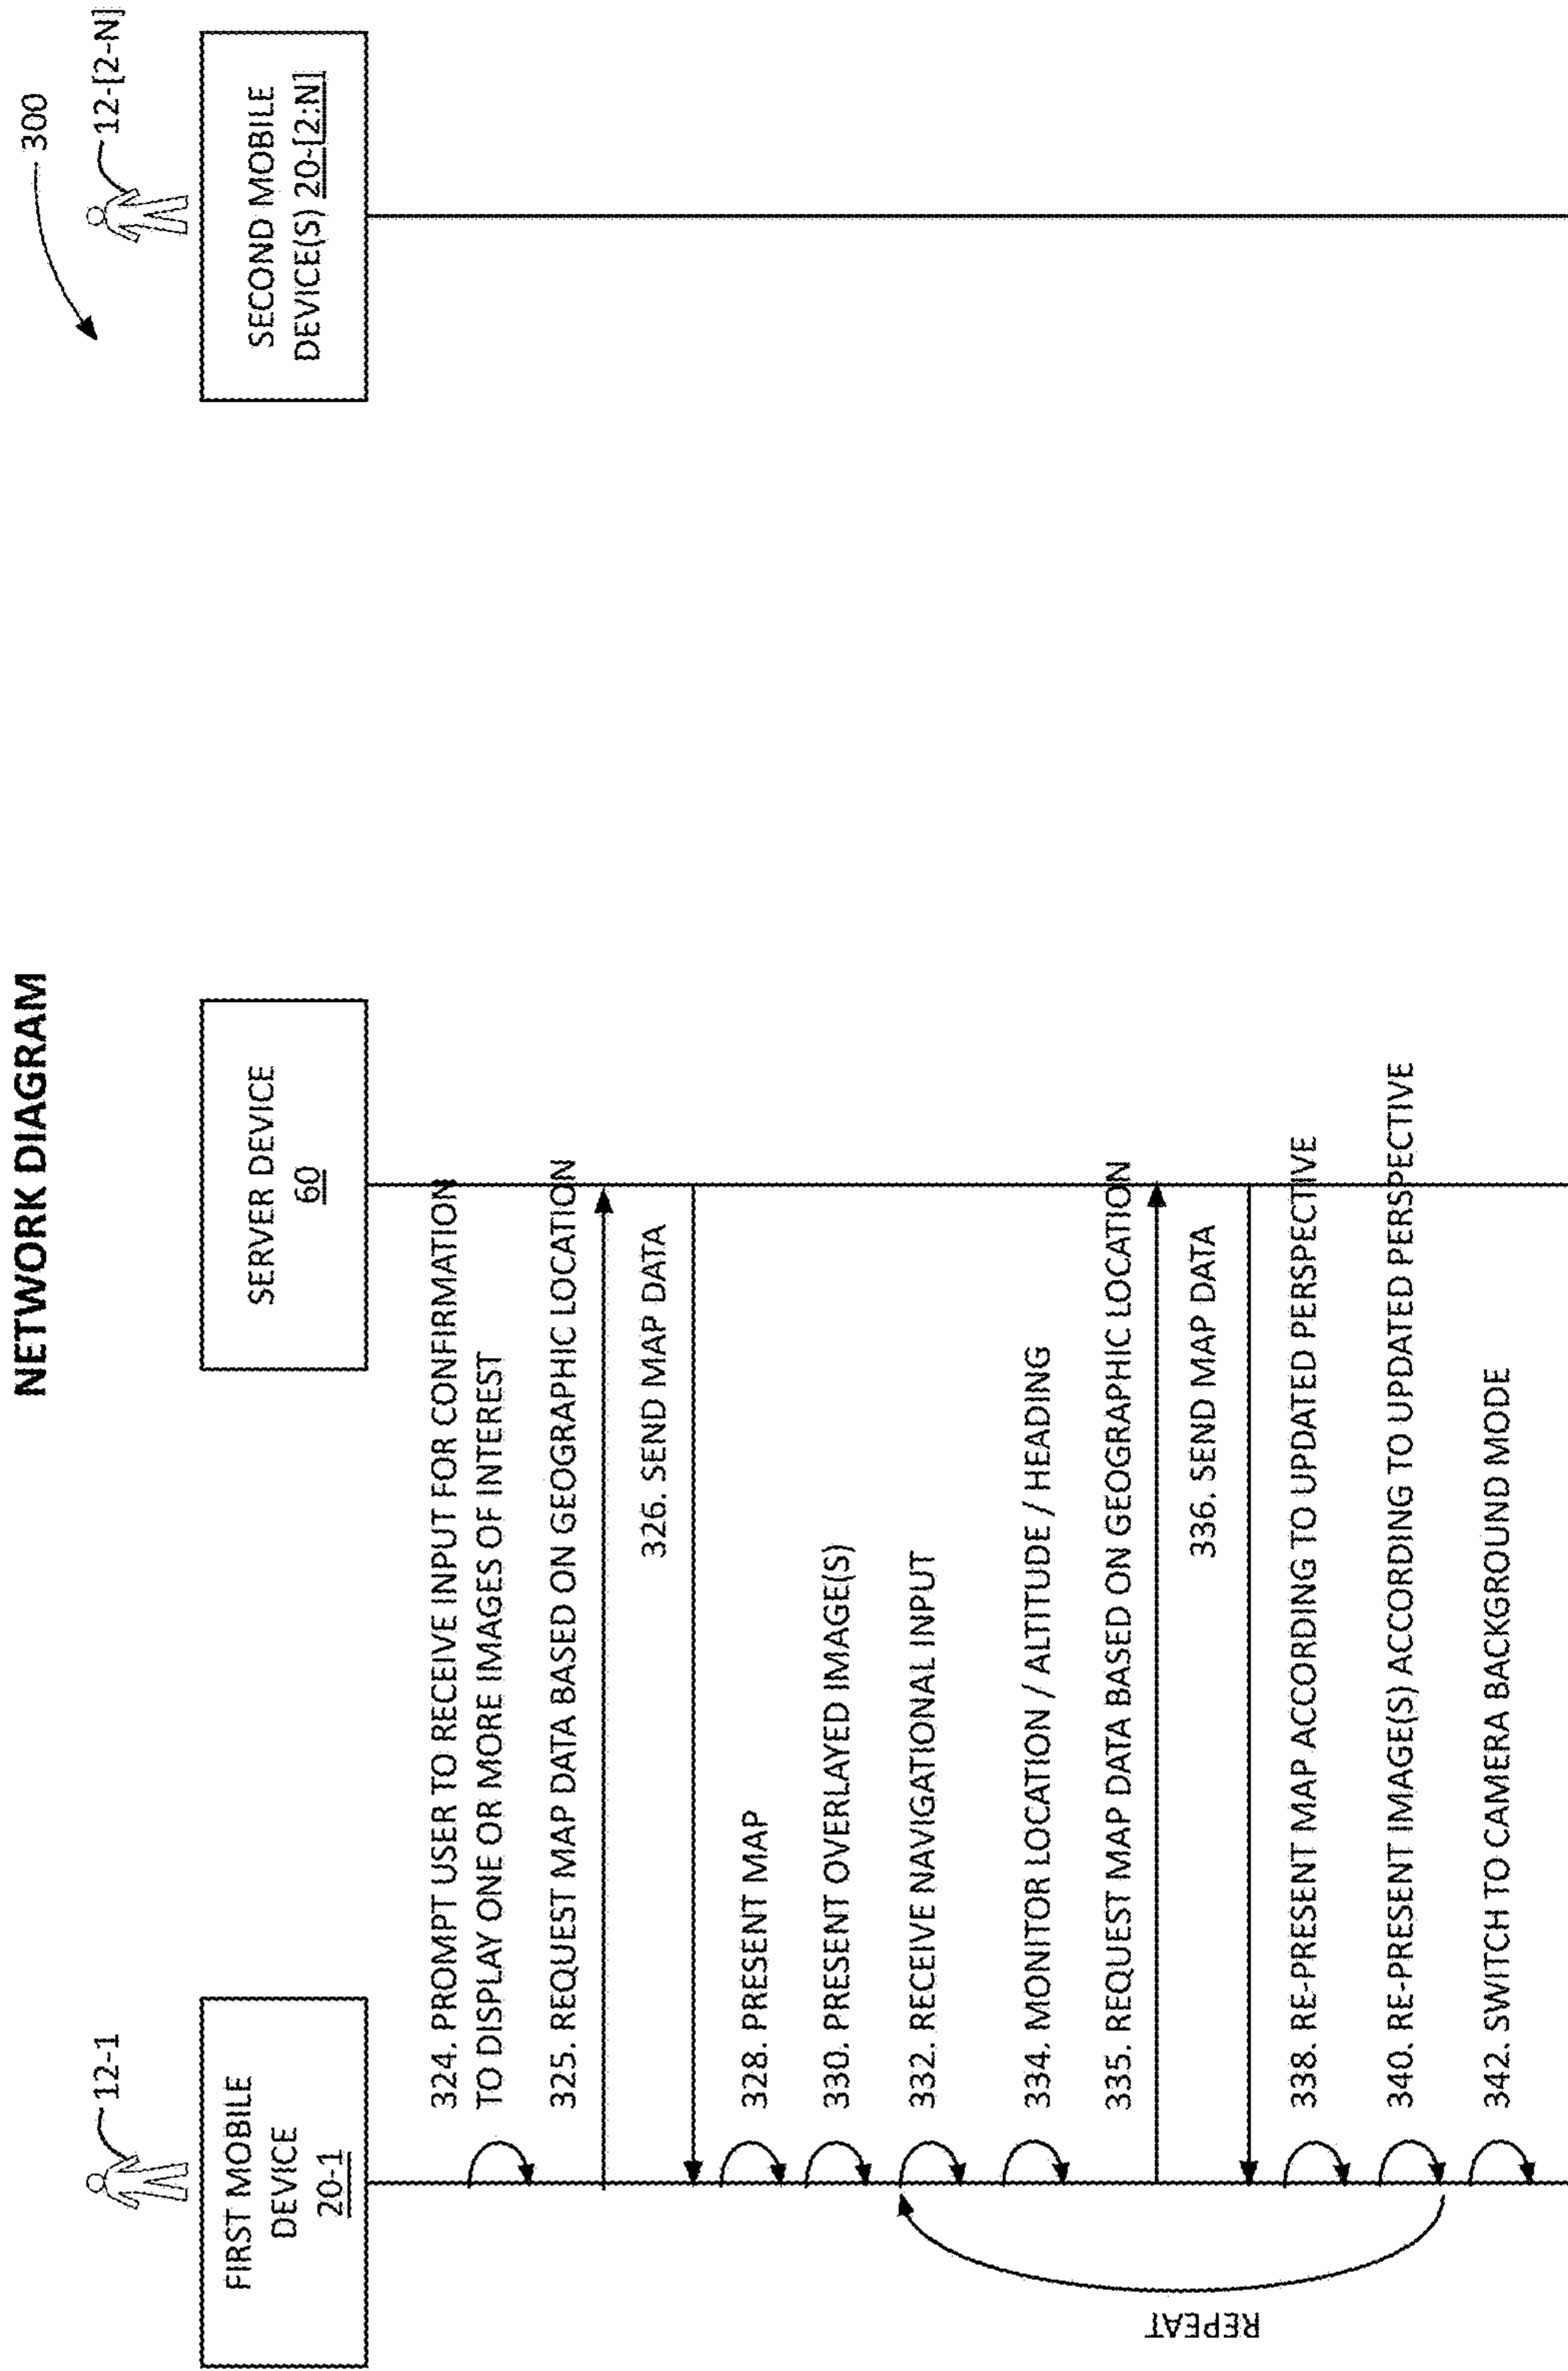 NETWORK DIAGRAM
300
12-1
12-[2-N]
FIRST MOBILE
DEVICE
20-1
SERVER DEVICE
60
SECOND MOBILE
DEVICE(S) 20-[2:N]
324. PROMPT USER TO RECEIVE INPUT FOR CONFIRMATION
TO DISPLAY ONE OR MORE IMAGES OF INTEREST
325. REQUEST MAP DATA BASED ON GEOGRAPHIC LOCATION
326. SEND MAP DATA
328. PRESENT MAP
330. PRESENT OVERLAYED IMAGE(S)
332. RECEIVE NAVIGATIONAL INPUT
334. MONITOR LOCATION / ALTITUDE / HEADING
335. REQUEST MAP DATA BASED ON GEOGRAPHIC LOCATION
336. SEND MAP DATA
338. RE-PRESENT MAP ACCORDING TO UPDATED PERSPECTIVE
340. RE-PRESENT IMAGE(S) ACCORDING TO UPDATED PERSPECTIVE
342. SWITCH TO CAMERA BACKGROUND MODE
REPEAT